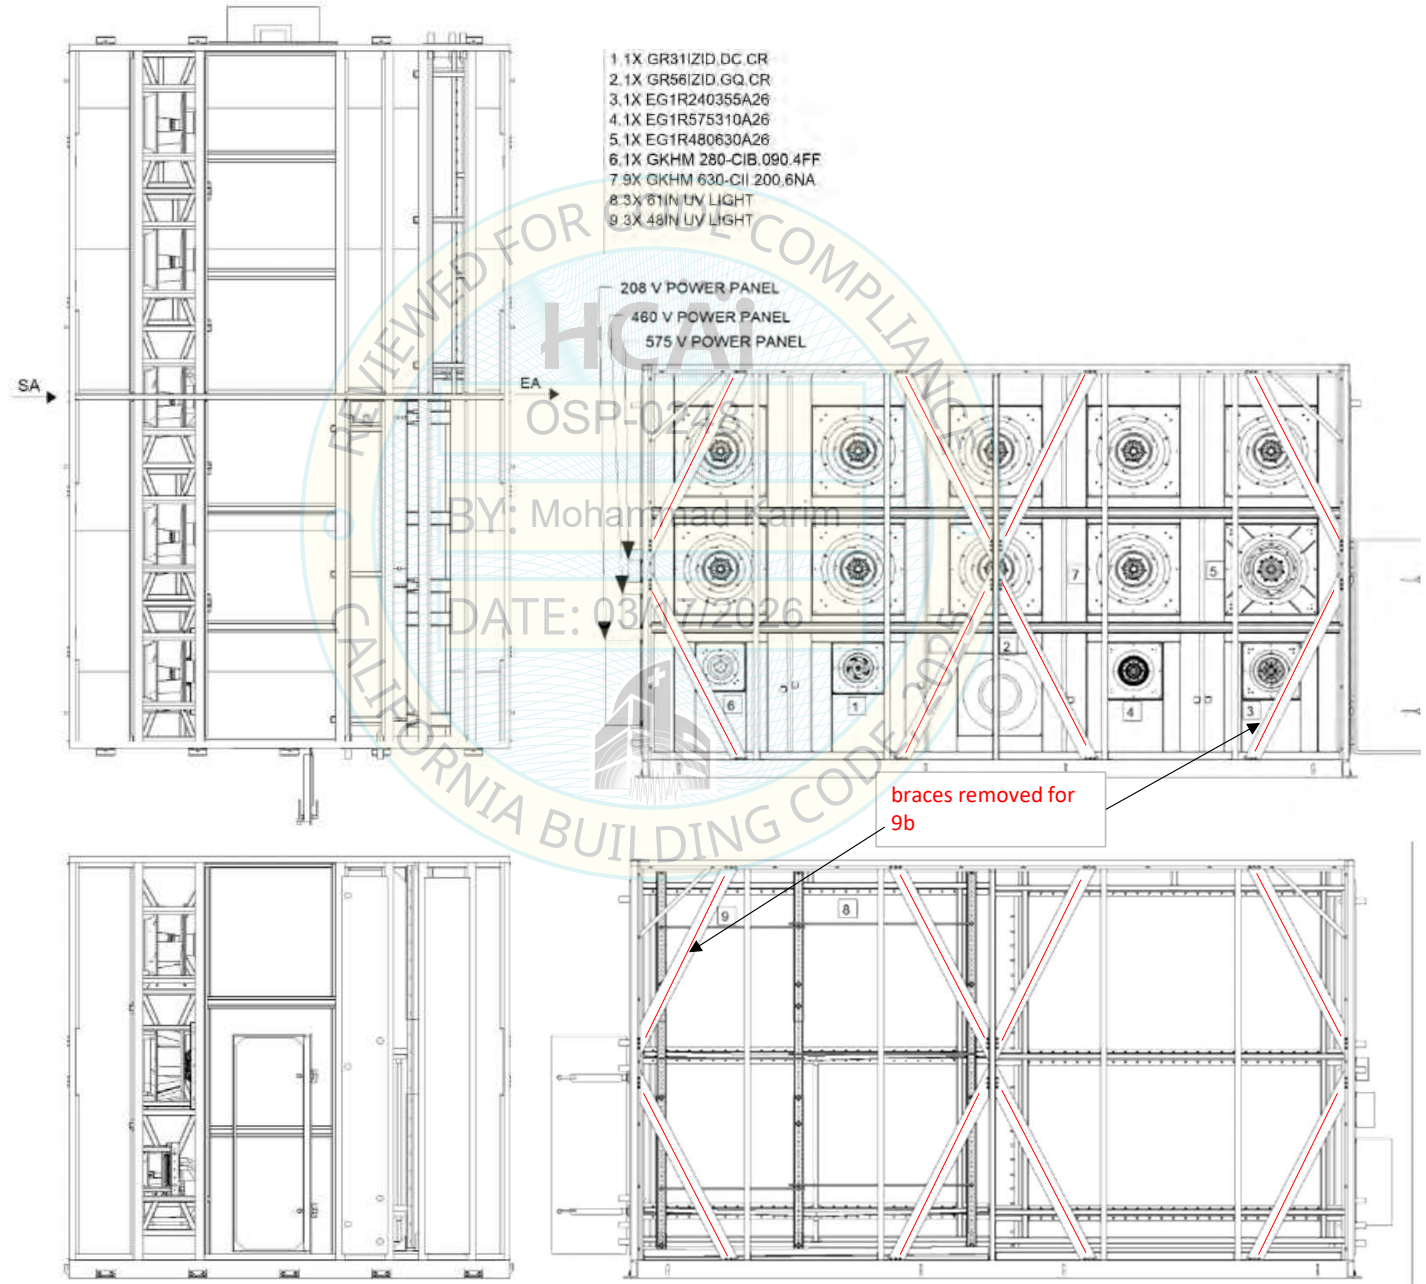 1.1X GR31IZID.DC.CR
2.1X GR56IZID.GQ.CR
3.1X EG1R240355A26
4.1X EG1R575310A26
5.1X EG1R480630A26
6.1X GKHM 280-CIB.090.4FF
7.9X GKHM 630-CII.200.6NA
8.3X 61IN UV LIGHT
9.3X 48IN UV LIGHT
208 V POWER PANEL
460 V POWER PANEL
575 V POWER PANEL
SA
EA
REVIEWED FOR CODE COMPLIANCE
HCAi
OSP-0248
BY: Mohammad Karim
DATE: 03/17/2026
CALIFORNIA BUILDING CODE 2025
7
5
2
6
1
4
3
braces removed for
9b
9
8